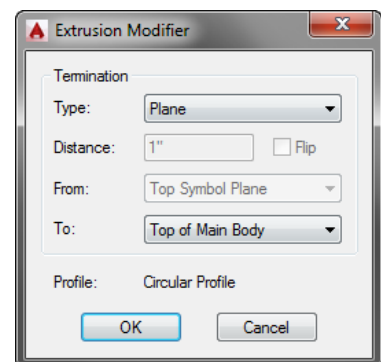 Extrusion Modifier
Termination
Type: Plane
Distance: 1" Flip
From: Top Symbol Plane
To: Top of Main Body
Profile: Circular Profile
OK Cancel